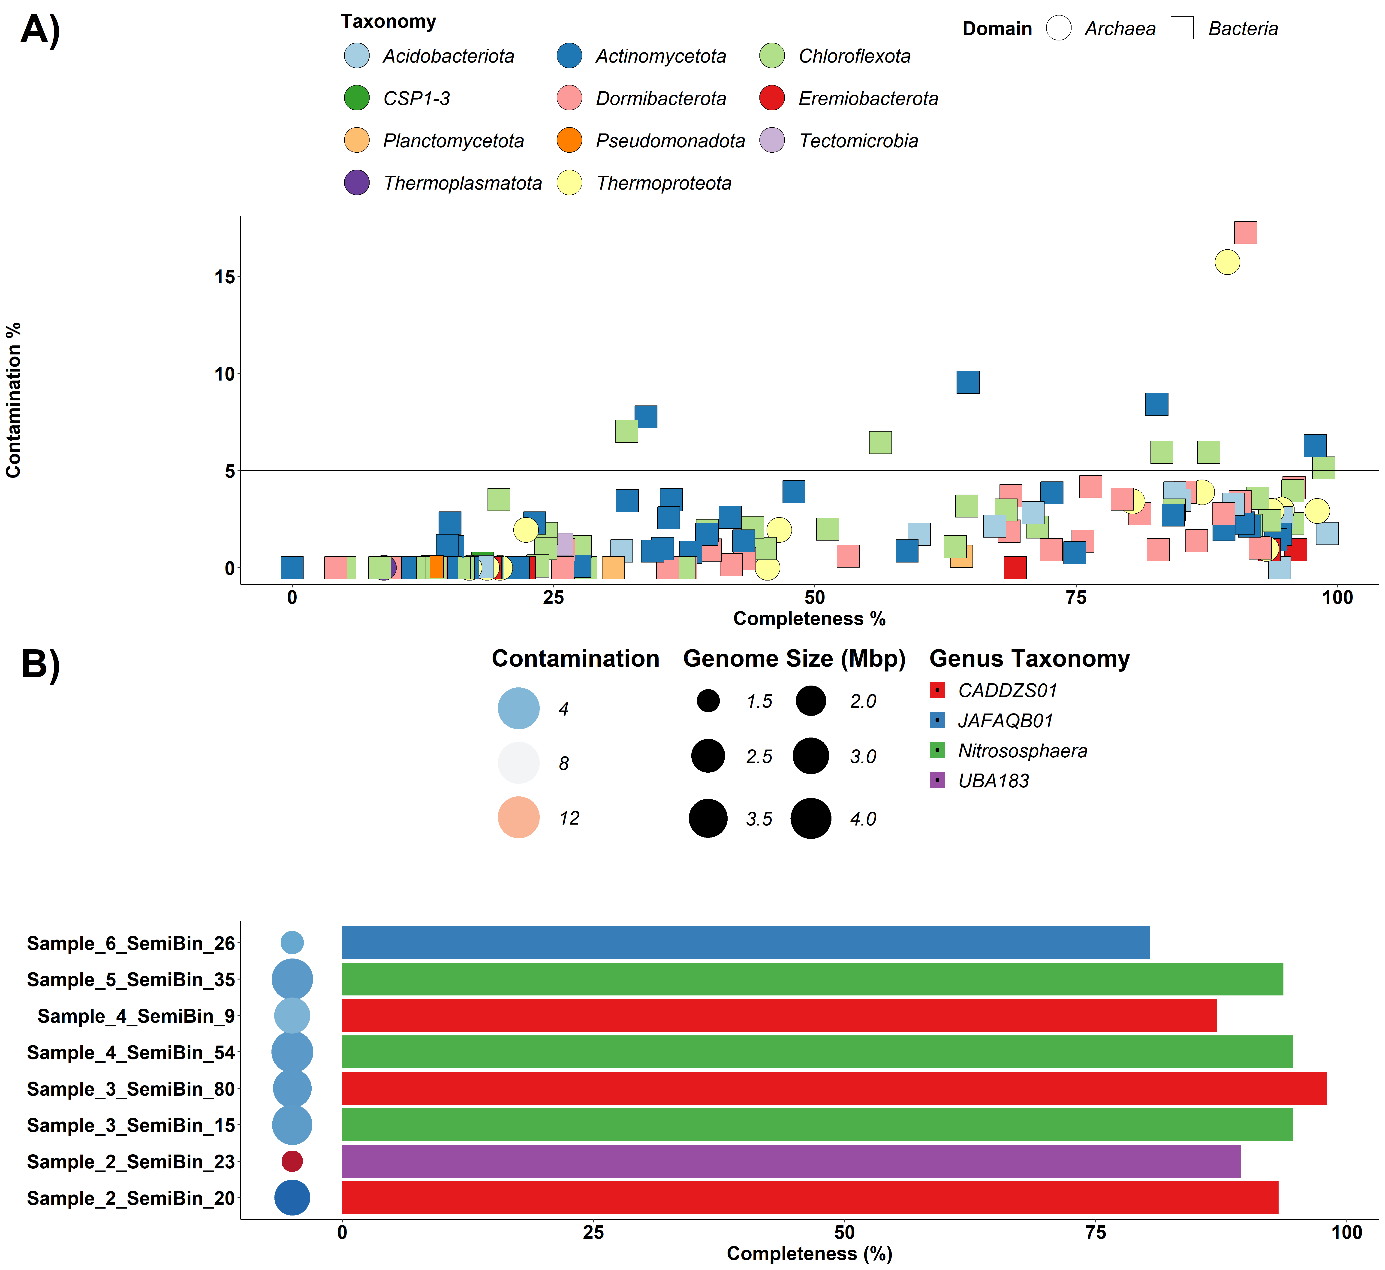 A)
Taxonomy
Domain Archaea Bacteria
Acidobacteriota Actinomycetota Chloroflexota
CSP1-3 Dormibacterota Eremiobacterota
Planctomycetota Pseudomonadota Tectomicrobia
Thermoplasmatota Thermoproteota
Contamination %
15
10
5
0
0 25 50 75 100
Completeness %
B)
Contamination Genome Size (Mbp) Genus Taxonomy
4 1.5 2.0 CADDZS01
JAFAQB01
8 2.5 3.0 Nitrososphaera
UBA183
12 3.5 4.0
Sample_6_SemiBin_26
Sample_5_SemiBin_35
Sample_4_SemiBin_9
Sample_4_SemiBin_54
Sample_3_SemiBin_80
Sample_3_SemiBin_15
Sample_2_SemiBin_23
Sample_2_SemiBin_20
0 25 50 75 100
Completeness (%)